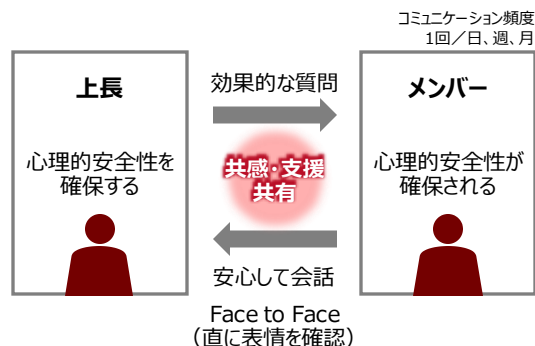 コミュニケーション頻度
1回／日、週、月
上長
心理的安全性を
確保する
効果的な質問
共感・支援
共有
安心して会話
Face to Face
（直に表情を確認）
メンバー
心理的安全性が
確保される